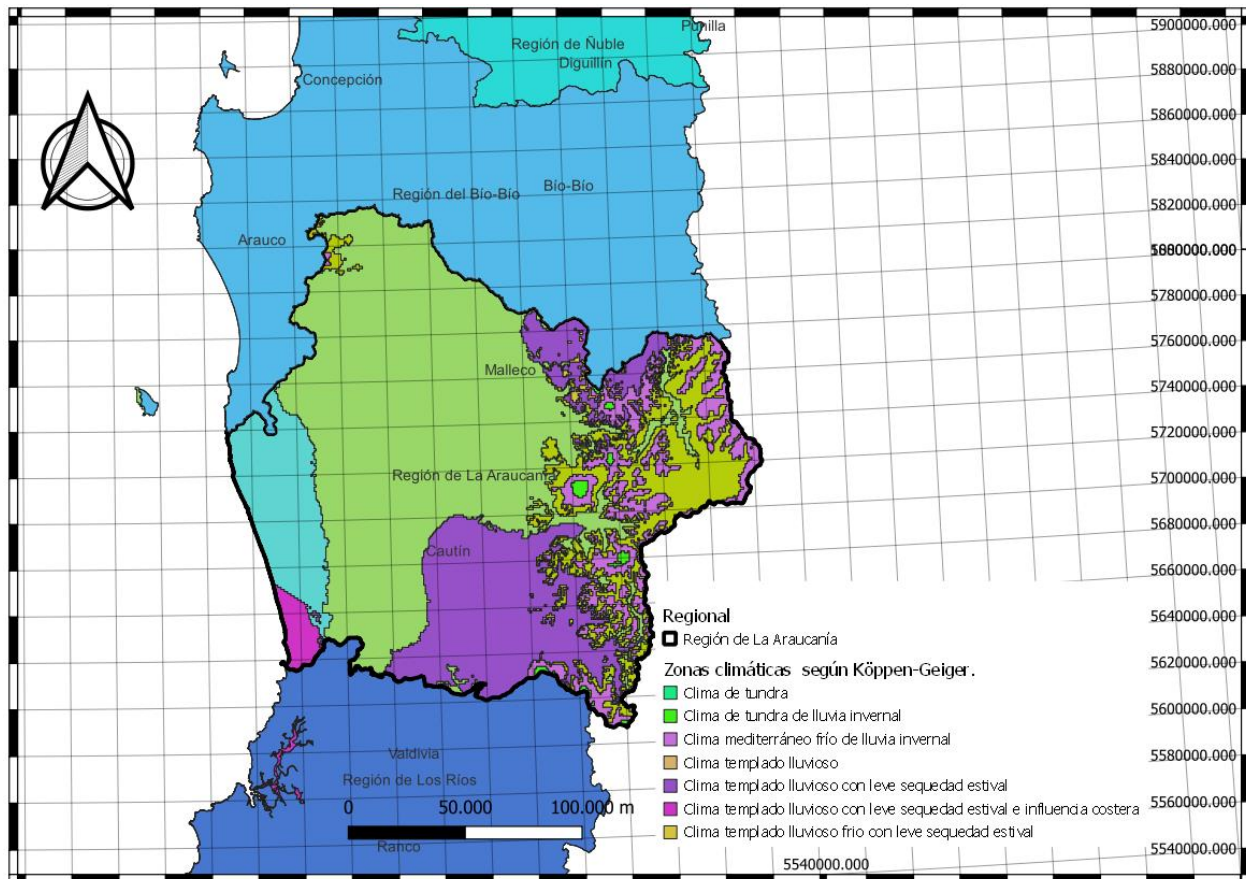 Punilla
Región de Ñuble
Diguillín
Concepción
Región del Bío-Bío
Bío-Bío
Arauco
Malleco
Región de La Araucaní
Cautín
Valdivia
Región de Los Ríos
Ranco
0 50.000 100.000 m
5900000.000
5880000.000
5860000.000
5840000.000
5820000.000
5780000.000
5760000.000
5740000.000
5720000.000
5700000.000
5680000.000
5660000.000
5640000.000
5620000.000
5600000.000
5580000.000
5560000.000
5540000.000
5540000.000
Regional
Región de La Araucanía
Zonas climáticas según Köppen-Geiger.
Clima de tundra
Clima de tundra de lluvia invernal
Clima mediterráneo frío de lluvia invernal
Clima templado lluvioso
Clima templado lluvioso con leve sequedad estival
Clima templado lluvioso con leve sequedad estival e influencia costera
Clima templado lluvioso frio con leve sequedad estival